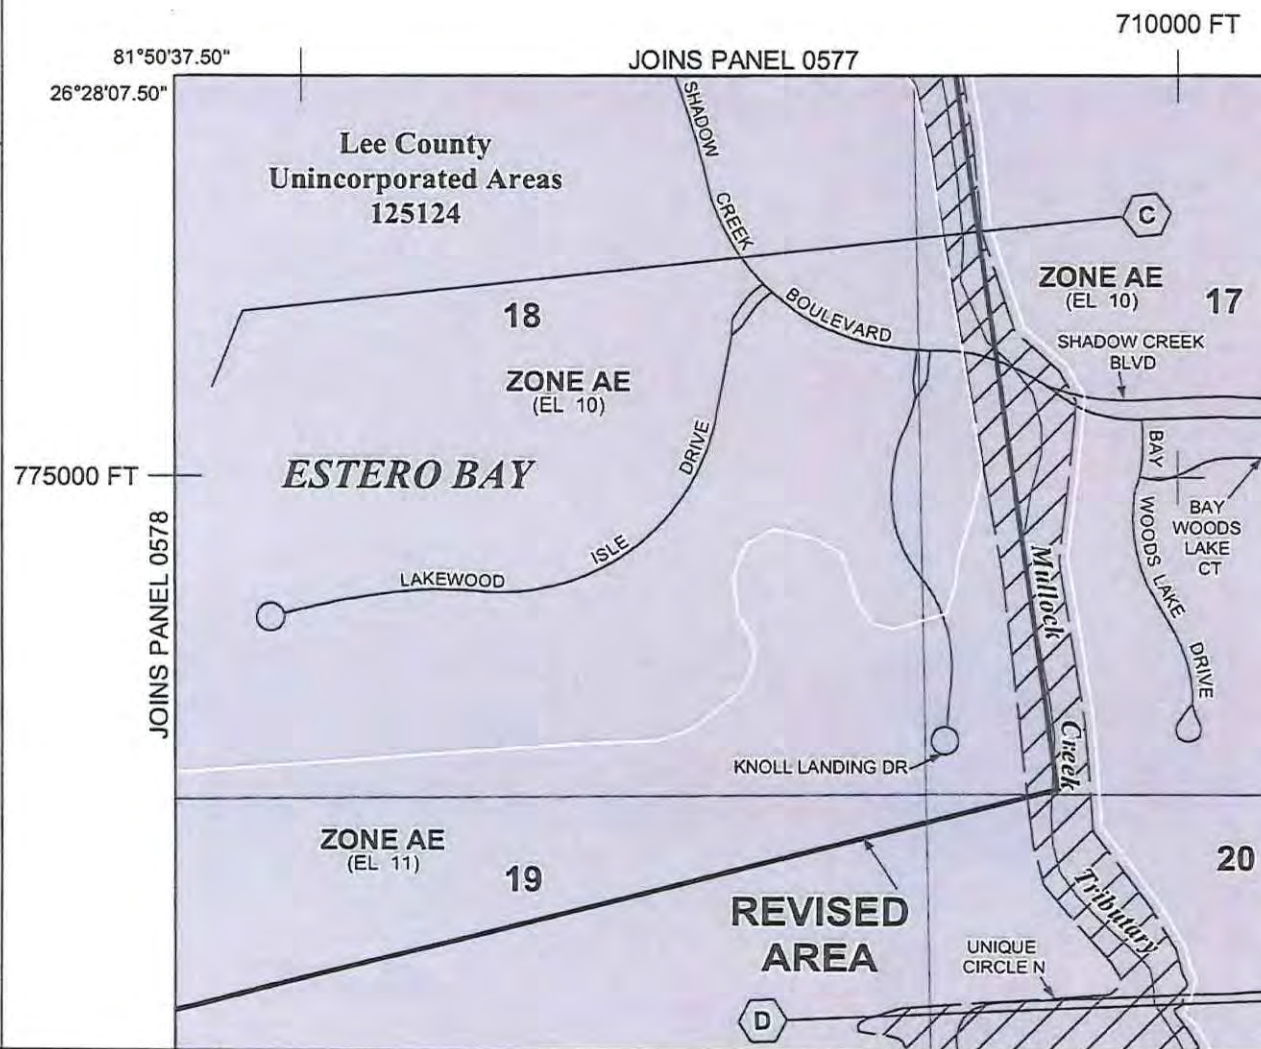 710000 FT
81°50'37.50"
JOINS PANEL 0577
26°28'07.50"
SHADOW CREEK BOULEVARD
Lee County
Unincorporated Areas
125124
C
ZONE AE
(EL 10)
17
18
SHADOW CREEK
BLVD
ZONE AE
(EL 10)
775000 FT
ESTERO BAY
LAKEWOOD ISLE DRIVE
BAY WOODS LAKE DRIVE
BAY
WOODS
LAKE
CT
JOINS PANEL 0578
Mullock Creek Tributary
KNOLL LANDING DR
ZONE AE
(EL 11)
19
20
REVISED
AREA
UNIQUE
CIRCLE N
D